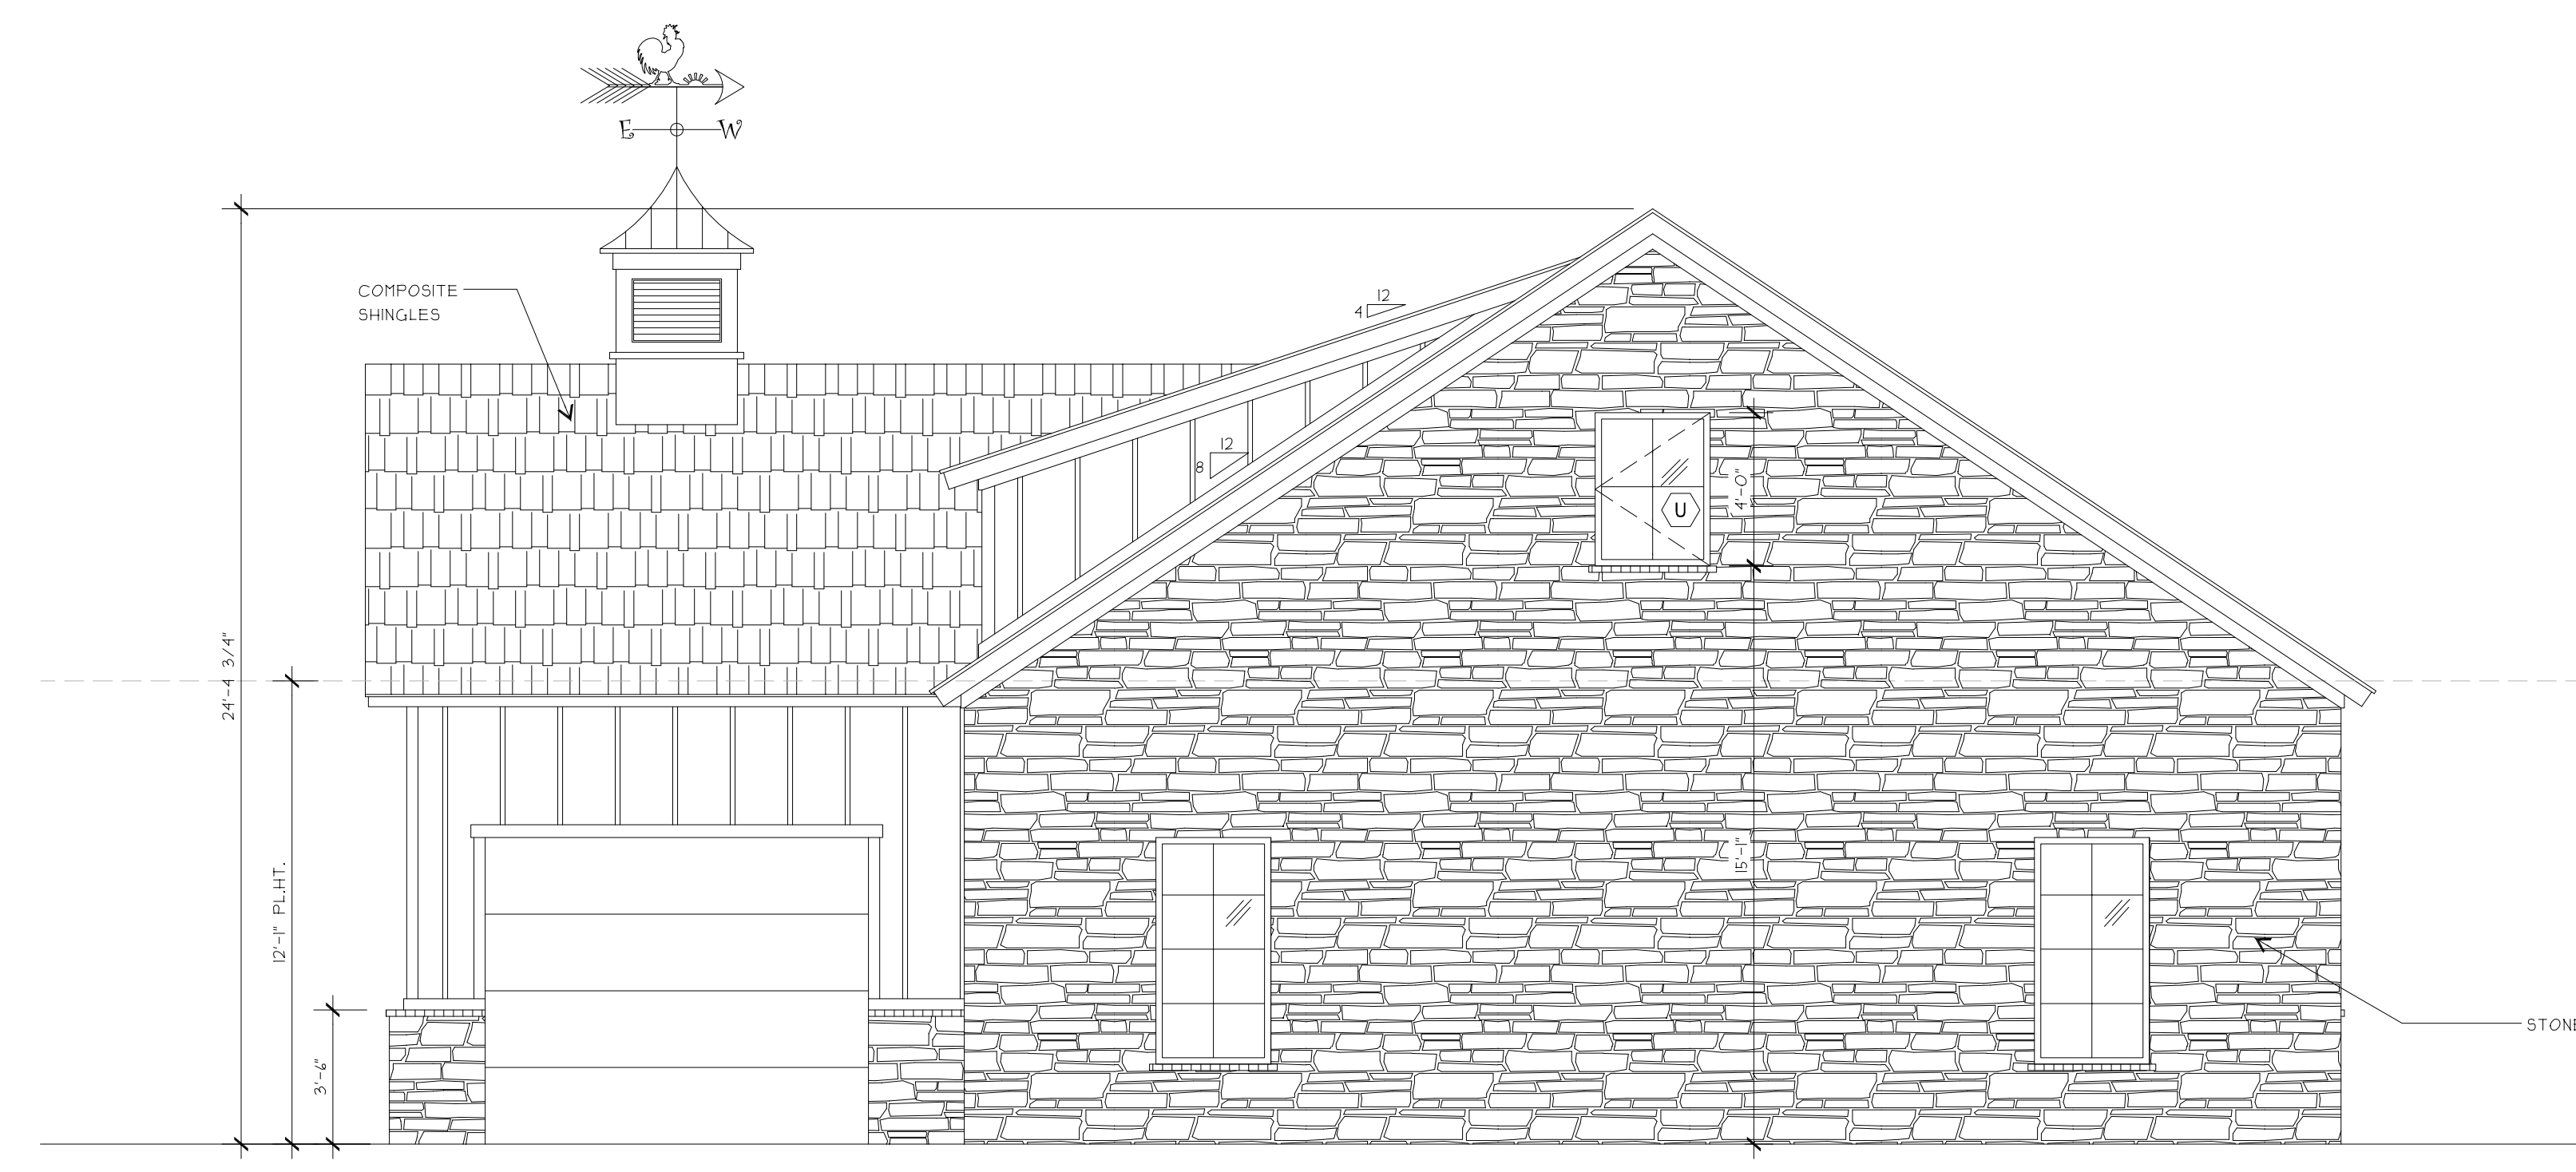 E W
COMPOSITE
SHINGLES
12
4
12
8
4'-0"
U
24'-4 3/4"
12'-1" PL.HT.
15'-1"
3'-6"
STONE